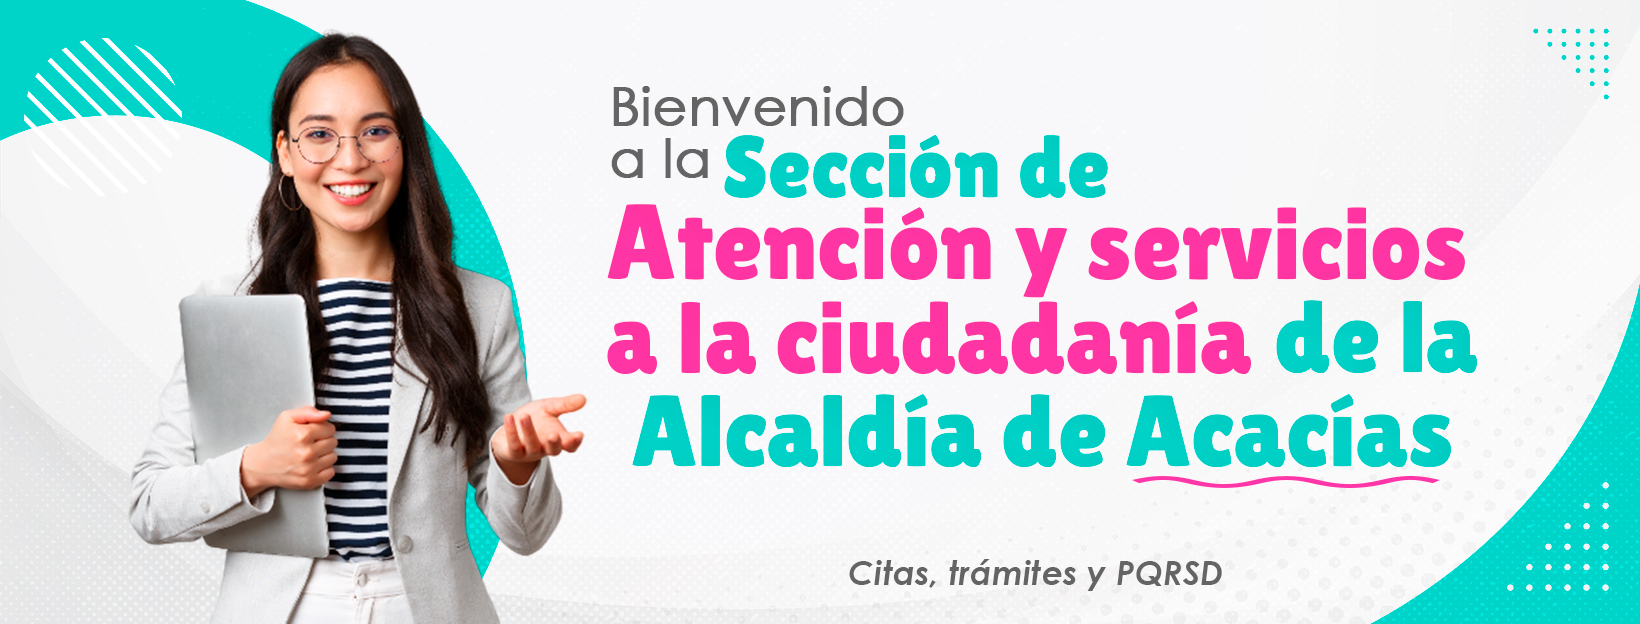 Bienvenido
a la Sección de
Atención y servicios
a la ciudadanía de la
Alcaldía de Acacías
Citas, trámites y PQRSD